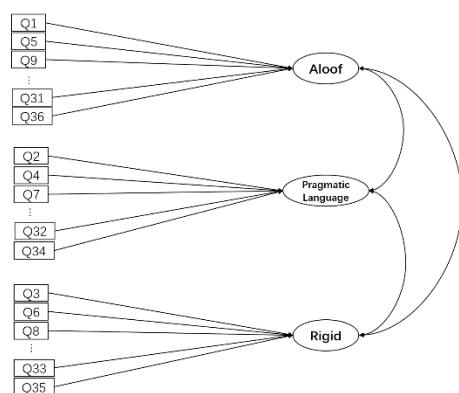 Q1
Q5
Q9
⋮
Q31
Q36
Aloof
Q2
Q4
Q7
⋮
Q32
Q34
Pragmatic
Language
Q3
Q6
Q8
⋮
Q33
Q35
Rigid